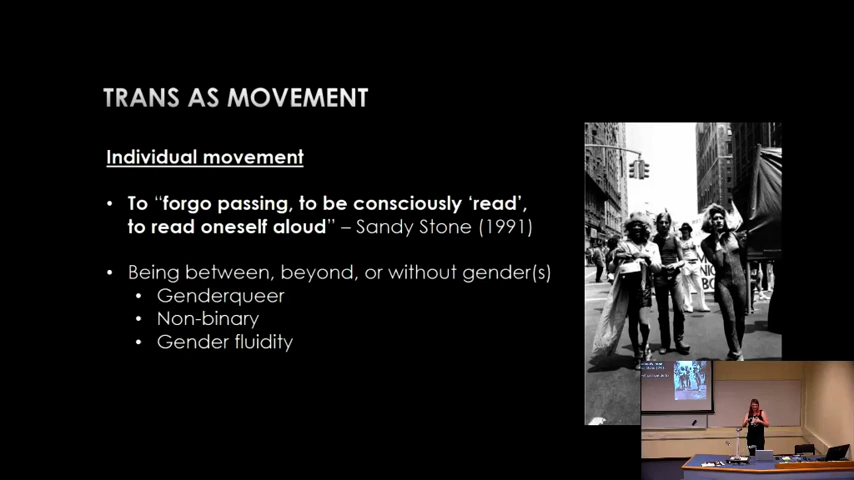 TRANS AS MOVEMENT
Individual movement
• To “forgo passing, to be consciously ‘read’,
to read oneself aloud” – Sandy Stone (1991)
• Being between, beyond, or without gender(s)
• Genderqueer
• Non-binary
• Gender fluidity